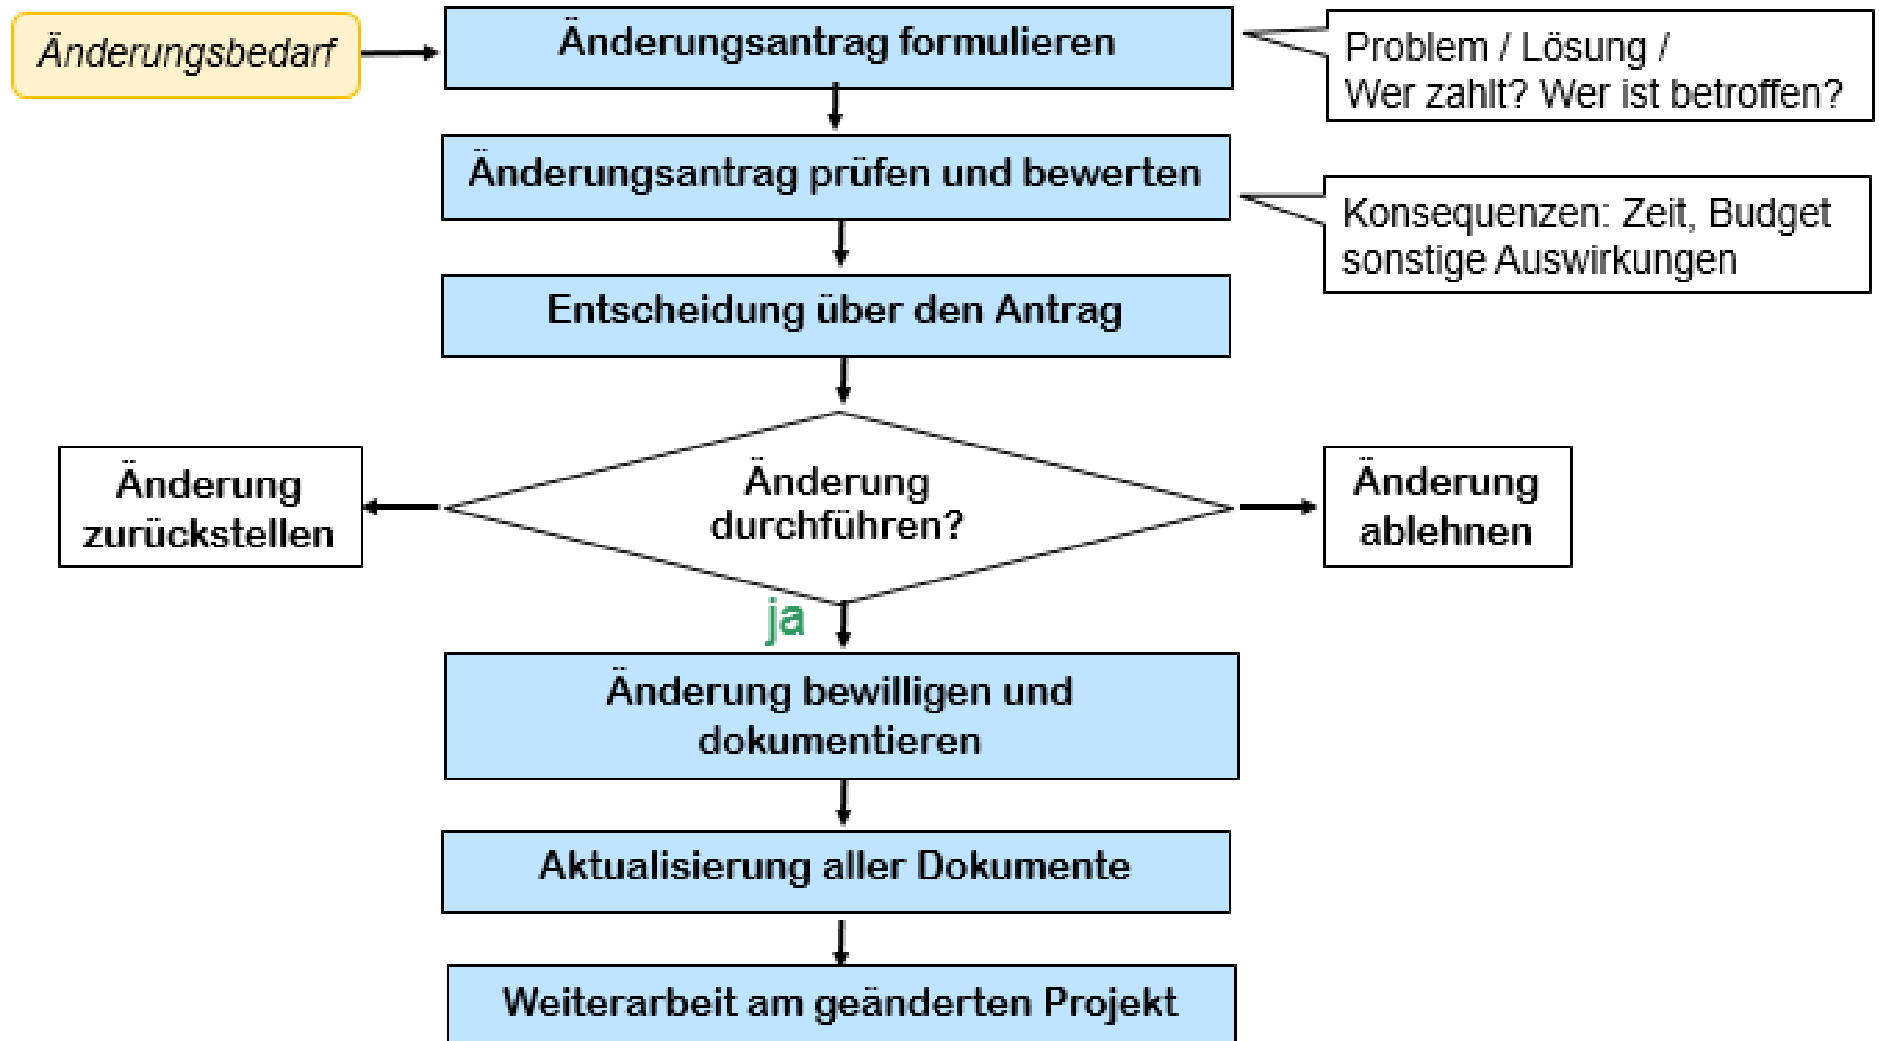 Änderungsbedarf
Änderungsantrag formulieren
Problem / Lösung /
Wer zahlt? Wer ist betroffen?
Änderungsantrag prüfen und bewerten
Konsequenzen: Zeit, Budget
sonstige Auswirkungen
Entscheidung über den Antrag
Änderung
zurückstellen
Änderung
durchführen?
Änderung
ablehnen
ja
Änderung bewilligen und
dokumentieren
Aktualisierung aller Dokumente
Weiterarbeit am geänderten Projekt